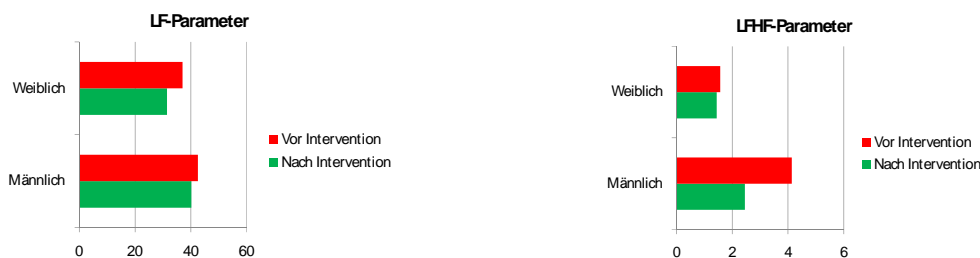 LF-Parameter
Weiblich
Männlich
0 20 40 60
Vor Intervention
Nach Intervention
LFHF-Parameter
Weiblich
Männlich
0 2 4 6
Vor Intervention
Nach Intervention